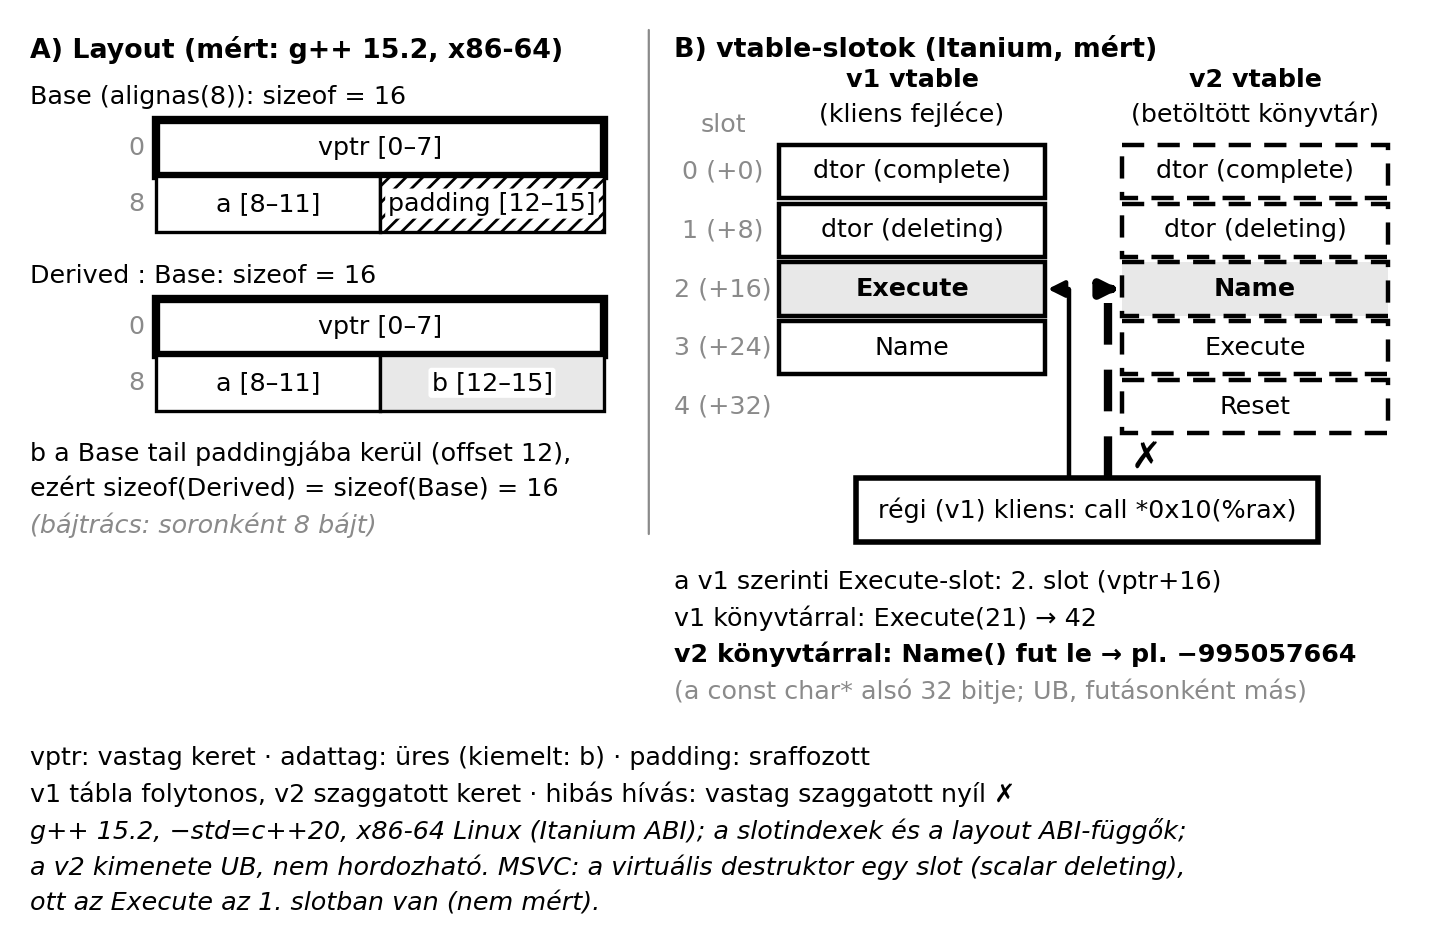 A) Layout (mért: g++ 15.2, x86-64)
Base (alignas(8)): sizeof = 16
0
vptr [0–7]
8
a [8–11]
padding [12–15]
Derived : Base: sizeof = 16
0
vptr [0–7]
8
a [8–11]
b [12–15]
b a Base tail paddingjába kerül (offset 12),
ezért sizeof(Derived) = sizeof(Base) = 16
(bájtrács: soronként 8 bájt)
B) vtable-slotok (Itanium, mért)
v1 vtable
(kliens fejléce)
v2 vtable
(betöltött könyvtár)
slot
0 (+0)
dtor (complete)
dtor (complete)
1 (+8)
dtor (deleting)
dtor (deleting)
2 (+16)
Execute
Name
3 (+24)
Name
Execute
4 (+32)
Reset
✗
régi (v1) kliens: call *0x10(%rax)
a v1 szerinti Execute-slot: 2. slot (vptr+16)
v1 könyvtárral: Execute(21) → 42
v2 könyvtárral: Name() fut le → pl. −995057664
(a const char* alsó 32 bitje; UB, futásonként más)
vptr: vastag keret · adattag: üres (kiemelt: b) · padding: sraffozott
v1 tábla folytonos, v2 szaggatott keret · hibás hívás: vastag szaggatott nyíl ✗
g++ 15.2, −std=c++20, x86-64 Linux (Itanium ABI); a slotindexek és a layout ABI-függők;
a v2 kimenete UB, nem hordozható. MSVC: a virtuális destruktor egy slot (scalar deleting),
ott az Execute az 1. slotban van (nem mért).